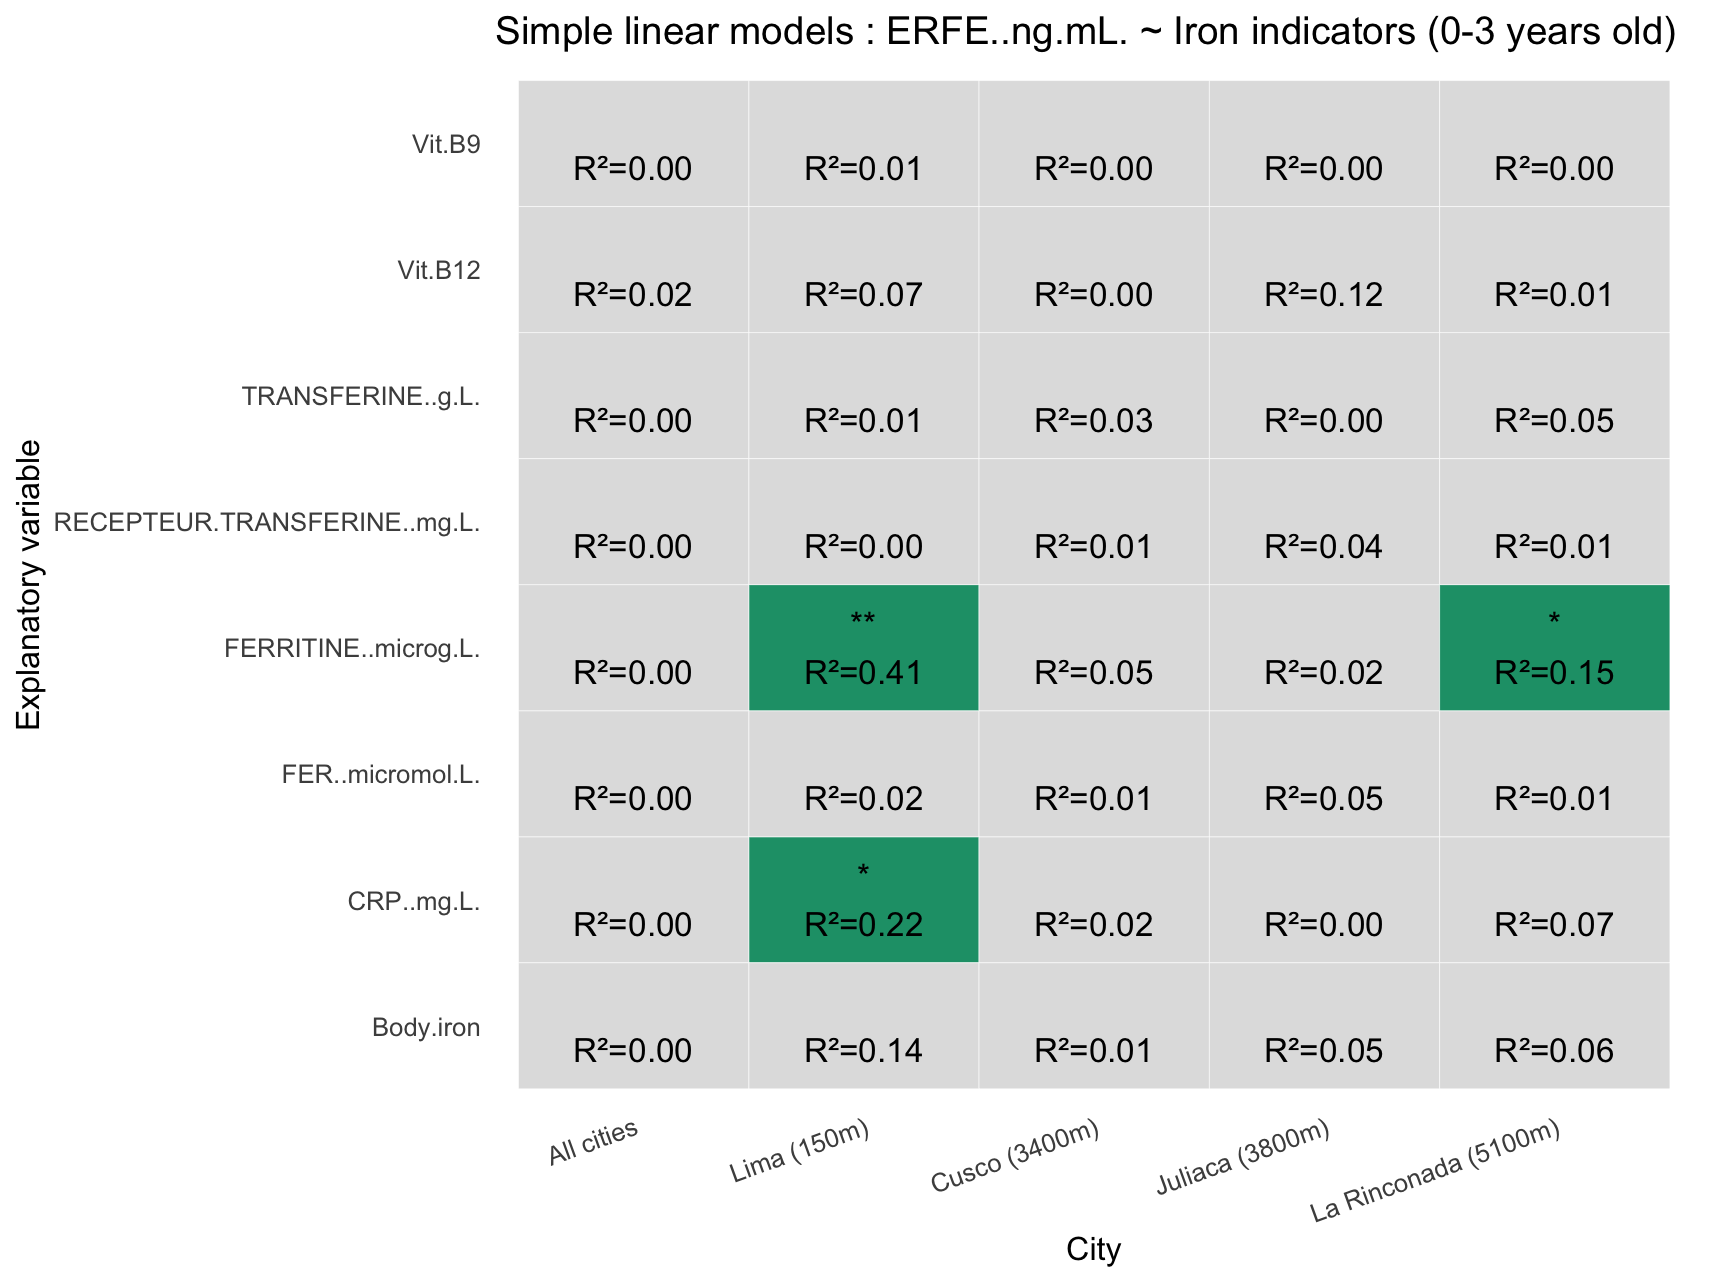 Simple linear models : ERFE..ng.mL. ~ Iron indicators (0-3 years old)
Explanatory variable
Vit.B9
R²=0.00 R²=0.01 R²=0.00 R²=0.00 R²=0.00
Vit.B12
R²=0.02 R²=0.07 R²=0.00 R²=0.12 R²=0.01
TRANSFERINE..g.L.
R²=0.00 R²=0.01 R²=0.03 R²=0.00 R²=0.05
RECEPTEUR.TRANSFERINE..mg.L.
R²=0.00 R²=0.00 R²=0.01 R²=0.04 R²=0.01
** *
FERRITINE..microg.L.
R²=0.00 R²=0.41 R²=0.05 R²=0.02 R²=0.15
FER..micromol.L.
R²=0.00 R²=0.02 R²=0.01 R²=0.05 R²=0.01
*
CRP..mg.L.
R²=0.00 R²=0.22 R²=0.02 R²=0.00 R²=0.07
Body.iron
R²=0.00 R²=0.14 R²=0.01 R²=0.05 R²=0.06
All cities
Lima (150m)
Cusco (3400m)
Juliaca (3800m)
La Rinconada (5100m)
City